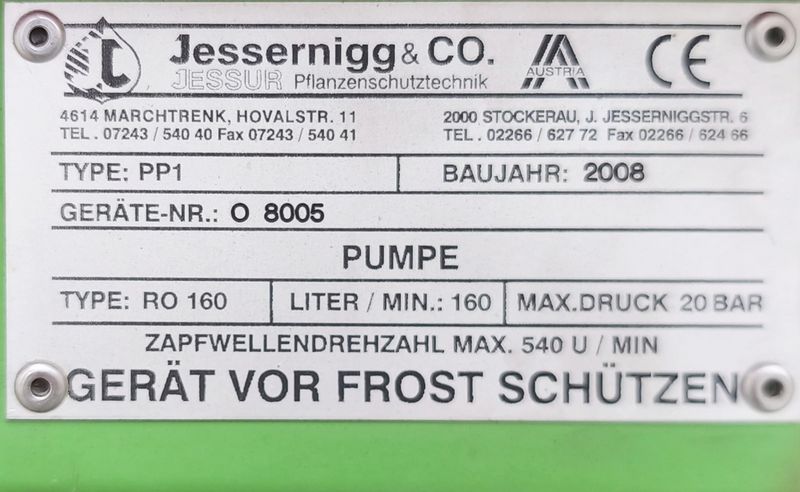 Jessernigg & CO.
JESSUR Pflanzenschutztechnik
AUSTRIA
CE
4614 MARCHTRENK, HOVALSTR. 11
TEL. 07243 / 540 40 Fax 07243 / 540 41
2000 STOCKERAU, J. JESSERNIGGSTR. 6
TEL. 02266 / 627 72 Fax 02266 / 624 66
TYPE: PP1
BAUJAHR: 2008
GERÄTE-NR.: O 8005
PUMPE
TYPE: RO 160
LITER / MIN.: 160
MAX.DRUCK 20 BAR
ZAPFWELLENDREHZAHL MAX. 540 U / MIN
GERÄT VOR FROST SCHÜTZEN